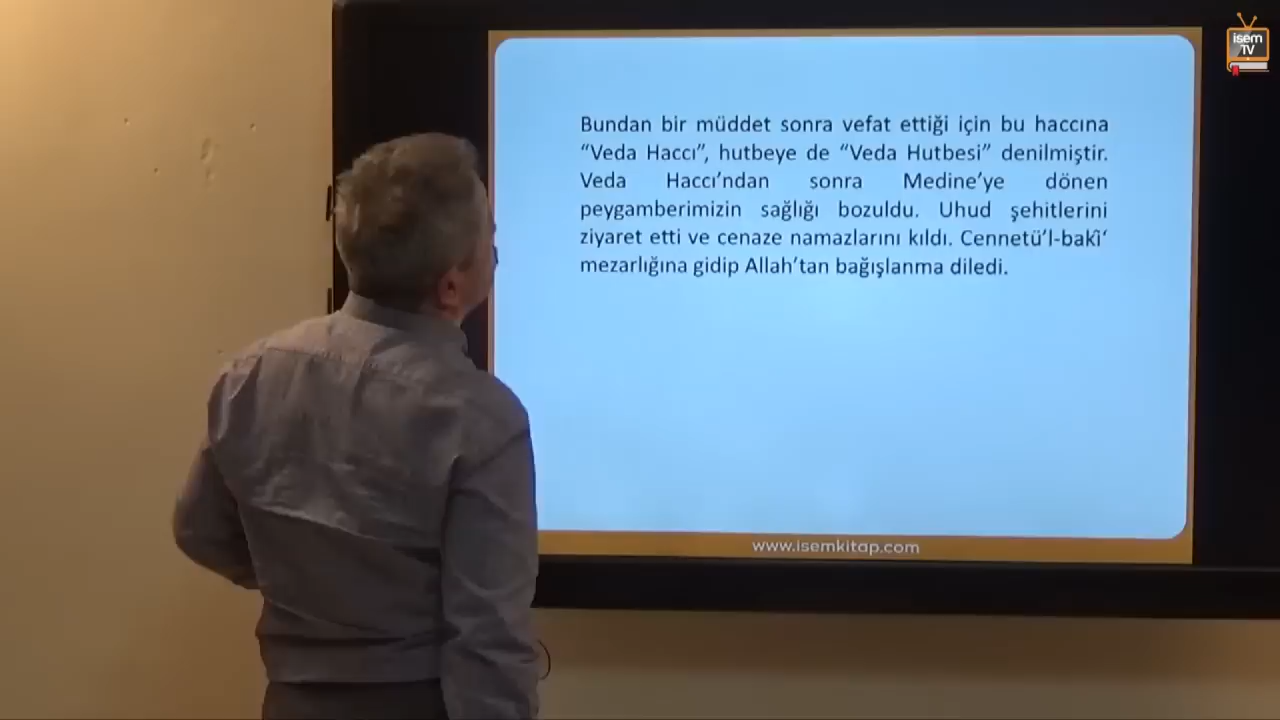 isem
TV
Bundan bir müddet sonra vefat ettiği için bu haccına
“Veda Haccı”, hutbeye de “Veda Hutbesi” denilmiştir.
Veda Haccı’ndan sonra Medine’ye dönen
peygamberimizin sağlığı bozuldu. Uhud şehitlerini
ziyaret etti ve cenaze namazlarını kıldı. Cennetü’l-bakî‘
mezarlığına gidip Allah’tan bağışlanma diledi.
www.isemkitap.com